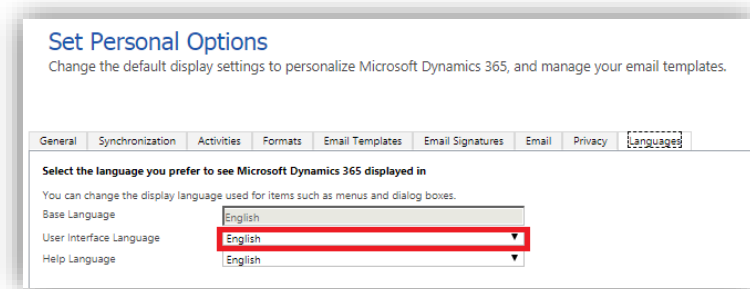 Set Personal Options
Change the default display settings to personalize Microsoft Dynamics 365, and manage your email templates.
General Synchronization Activities Formats Email Templates Email Signatures Email Privacy Languages
Select the language you prefer to see Microsoft Dynamics 365 displayed in
You can change the display language used for items such as menus and dialog boxes.
Base Language English
User Interface Language English
Help Language English